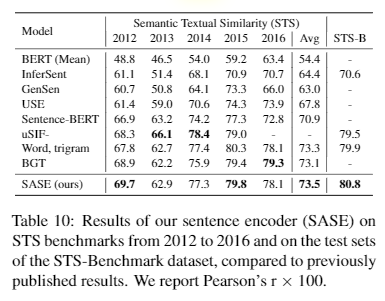 Model Semantic Textual Similarity (STS) STS-B
2012 2013 2014 2015 2016 Avg
BERT (Mean) 48.8 46.5 54.0 59.2 63.4 54.4 -
InferSent 61.1 51.4 68.1 70.9 70.7 64.4 70.6
GenSen 60.7 50.8 64.1 73.3 66.0 63.0 -
USE 61.4 59.0 70.6 74.3 73.9 67.8 -
Sentence-BERT 66.9 63.2 74.2 77.3 72.8 70.9 -
uSIF- 68.3 66.1 78.4 79.0 - - 79.5
Word, trigram 67.8 62.7 77.4 80.3 78.1 73.3 79.9
BGT 68.9 62.2 75.9 79.4 79.3 73.1 -
SASE (ours) 69.7 62.9 77.3 79.8 78.1 73.5 80.8
Table 10: Results of our sentence encoder (SASE) on
STS benchmarks from 2012 to 2016 and on the test sets
of the STS-Benchmark dataset, compared to previously
published results. We report Pearson's r × 100.